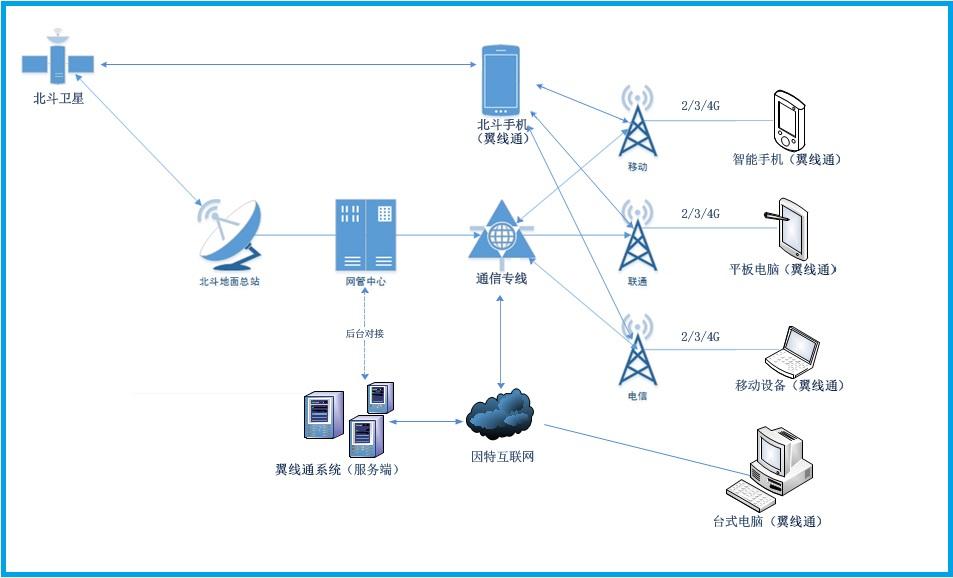 北斗卫星
北斗手机
（翼线通）
移动
2/3/4G
智能手机（翼线通）
北斗地面总站
网管中心
通信专线
联通
2/3/4G
平板电脑（翼线通）
后台对接
电信
2/3/4G
移动设备（翼线通）
翼线通系统（服务端）
因特互联网
台式电脑（翼线通）